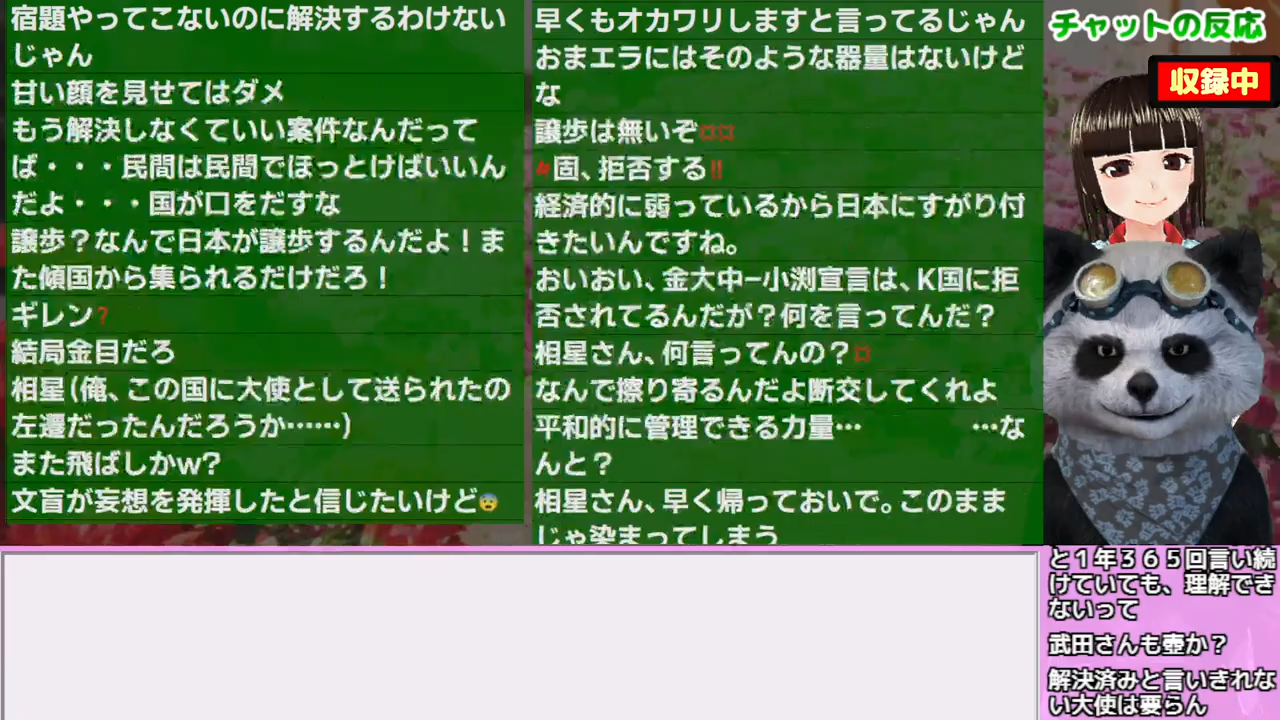 宿題やってこないのに解決するわけない
じゃん
甘い顔を見せてはダメ
もう解決しなくていい案件なんだって
ば・・・民間は民間でほっとけばいいん
だよ・・・国が口をだすな
譲歩？なんで日本が譲歩するんだよ！ま
た傾国から集られるだけだろ！
ギレン?
結局金目だろ
相星(俺、この国に大使として送られたの
左遷だったんだろうか……)
また飛ばしかw?
文盲が妄想を発揮したと信じたいけど😨
早くもオカワリしますと言ってるじゃん
おまエラにはそのような器量はないけど
な
譲歩は無いぞ
固、拒否する‼
経済的に弱っているから日本にすがり付
きたいんですね。
おいおい、金大中–小渕宣言は、K国に拒
否されてるんだが？何を言ってんだ？
相星さん、何言ってんの？
なんで擦り寄るんだよ断交してくれよ
平和的に管理できる力量… …な
んと？
相星さん、早く帰っておいで。このまま
じゃ染まってしまう
チャットの反応
収録中
と１年３６５回言い続
けていても、理解でき
ないって
武田さんも壺か？
解決済みと言いきれな
い大使は要らん